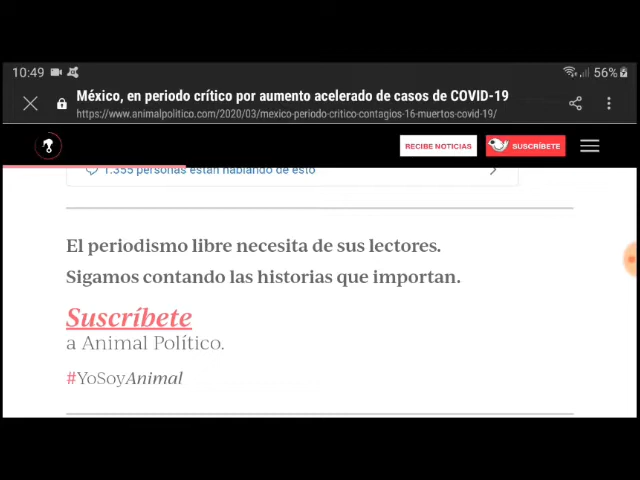 10:49
56%
México, en periodo crítico por aumento acelerado de casos de COVID-19
https://www.animalpolitico.com/2020/03/mexico-periodo-critico-contagios-16-muertos-covid-19/
RECIBE NOTICIAS
SUSCRÍBETE
1.355 personas están hablando de esto
El periodismo libre necesita de sus lectores.
Sigamos contando las historias que importan.
Suscríbete
a Animal Político.
#YoSoyAnimal